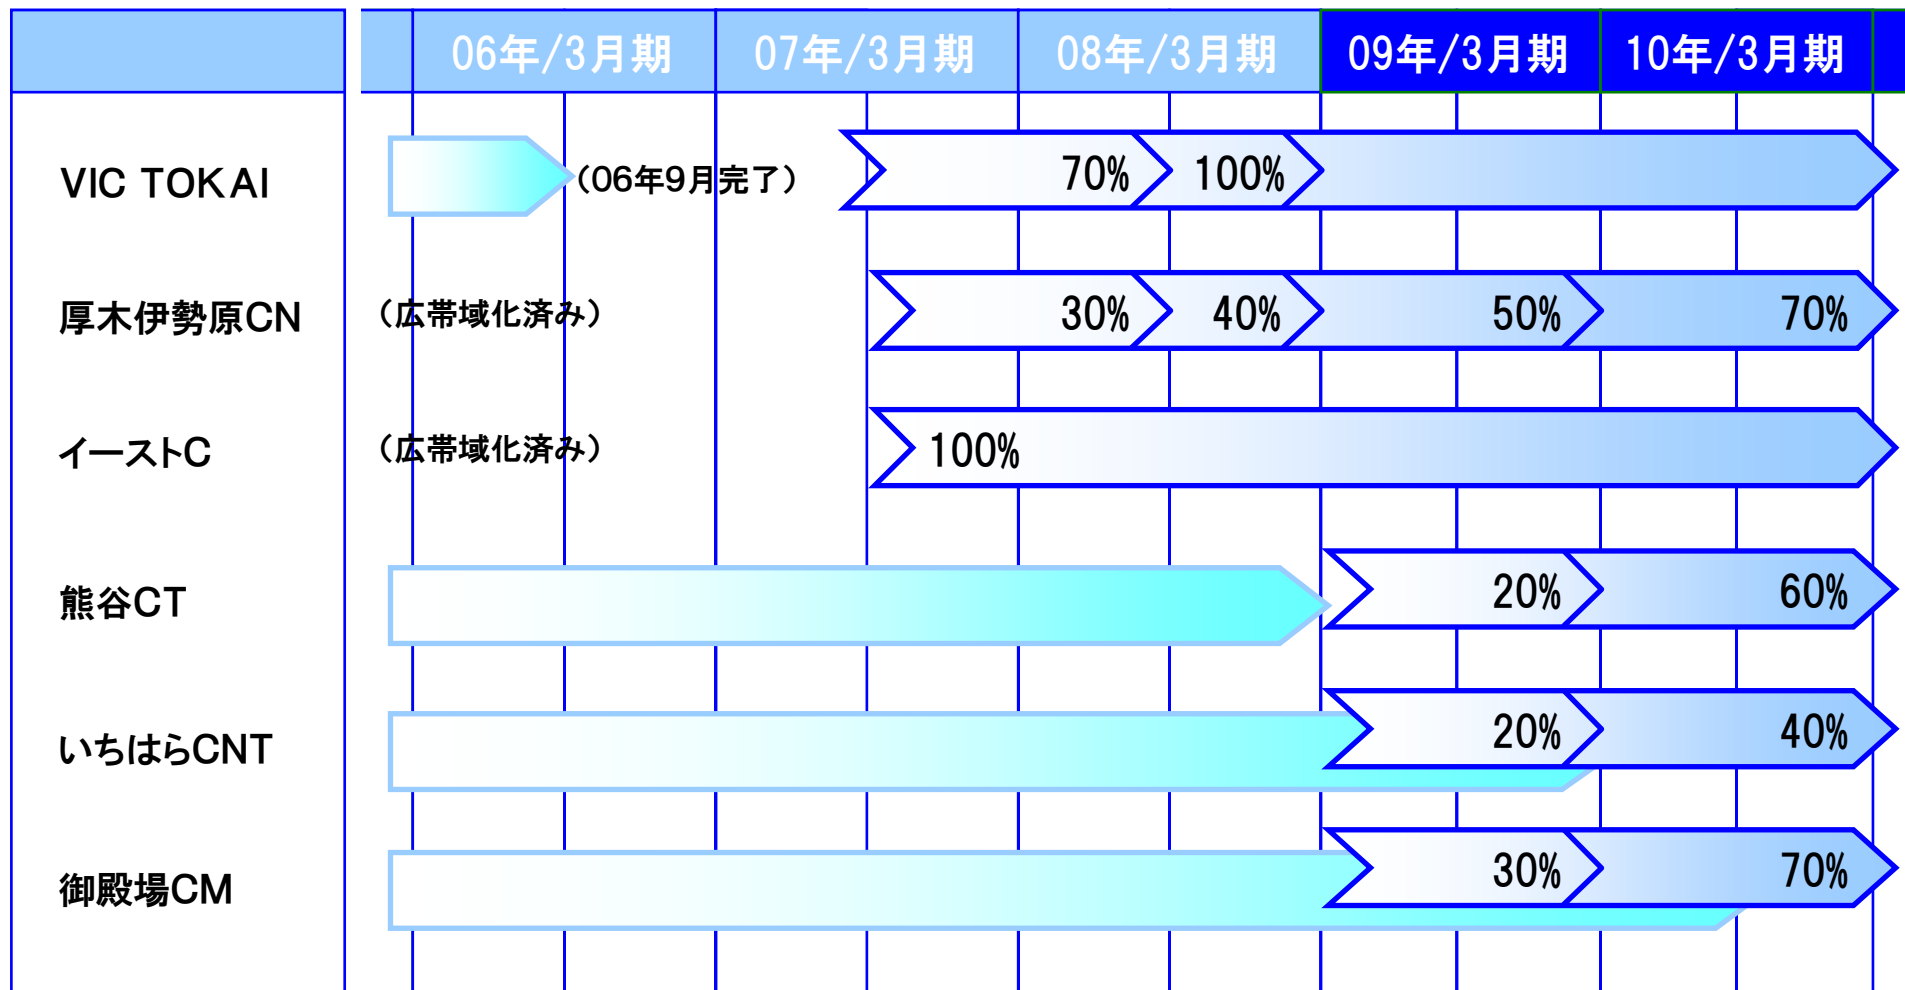 06年/3月期 07年/3月期 08年/3月期 09年/3月期 10年/3月期
VIC TOKAI （06年9月完了） 70% 100%
厚木伊勢原CN （広帯域化済み） 30% 40% 50% 70%
イーストC （広帯域化済み） 100%
熊谷CT 20% 60%
いちはらCNT 20% 40%
御殿場CM 30% 70%